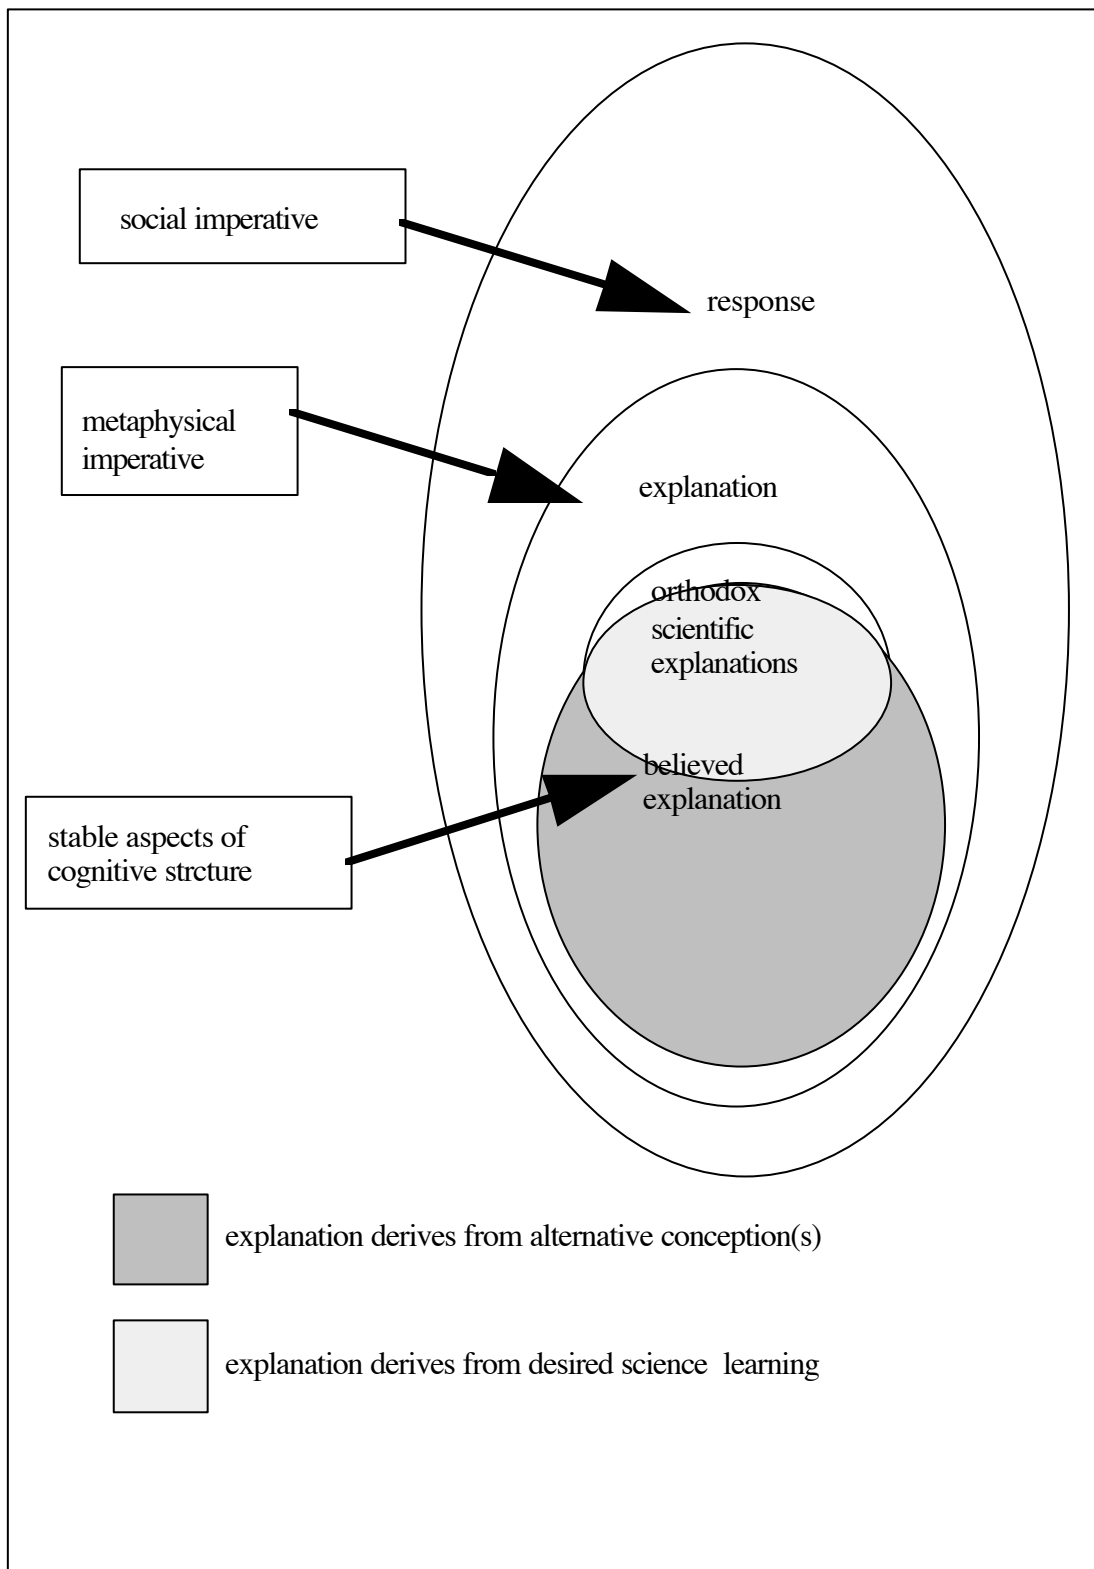 social imperative
response
metaphysical
imperative
explanation
orthodox
scientific
explanations
believed
explanation
stable aspects of
cognitive strcture
explanation derives from alternative conception(s)
explanation derives from desired science  learning